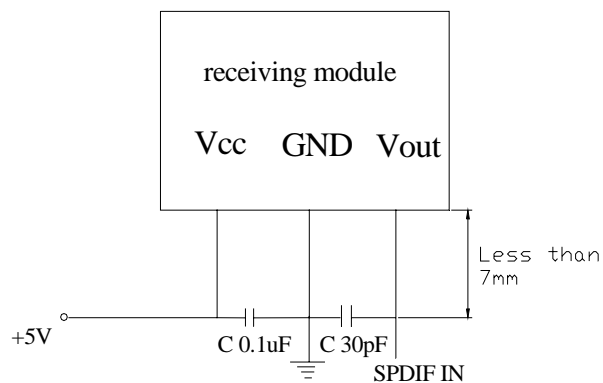 receiving module
Vcc GND Vout
Less than
7mm
+5V
C 0.1uF
C 30pF
SPDIF IN